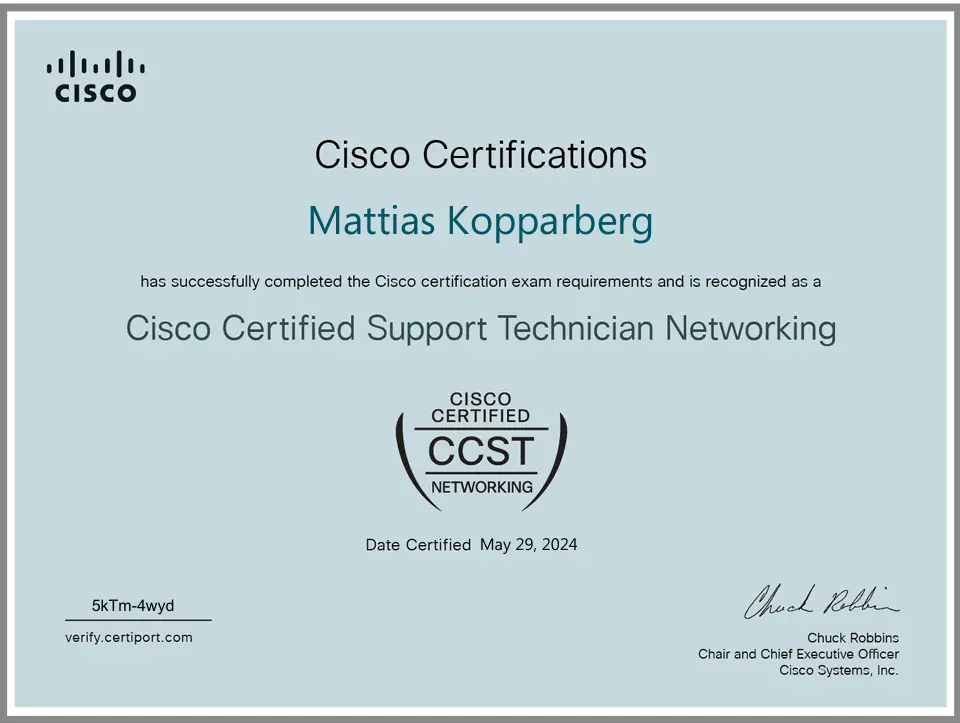 CISCO
Cisco Certifications
Mattias Kopparberg
has successfully completed the Cisco certification exam requirements and is recognized as a
Cisco Certified Support Technician Networking
CISCO
CERTIFIED
CCST
NETWORKING
Date Certified May 29, 2024
5kTm-4wyd
verify.certiport.com
Chuck Robbins
Chuck Robbins
Chair and Chief Executive Officer
Cisco Systems, Inc.